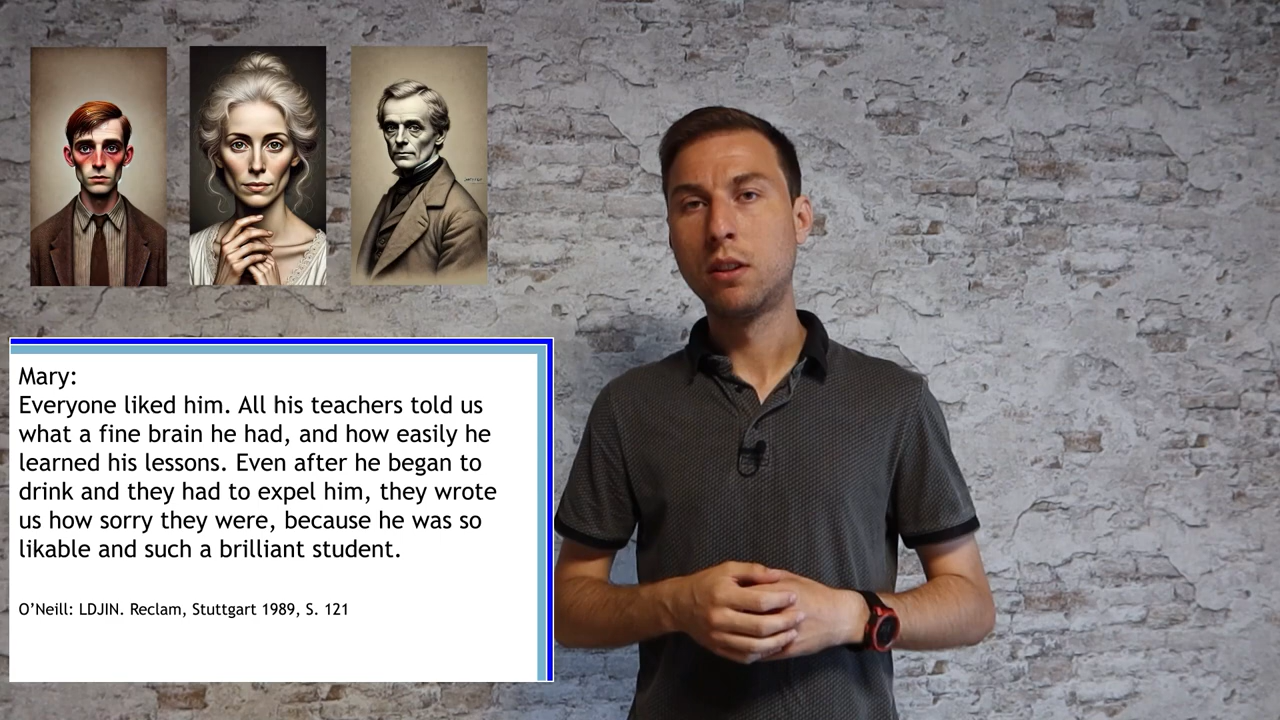 Mary:
Everyone liked him. All his teachers told us
what a fine brain he had, and how easily he
learned his lessons. Even after he began to
drink and they had to expel him, they wrote
us how sorry they were, because he was so
likable and such a brilliant student.
O’Neill: LDJIN. Reclam, Stuttgart 1989, S. 121